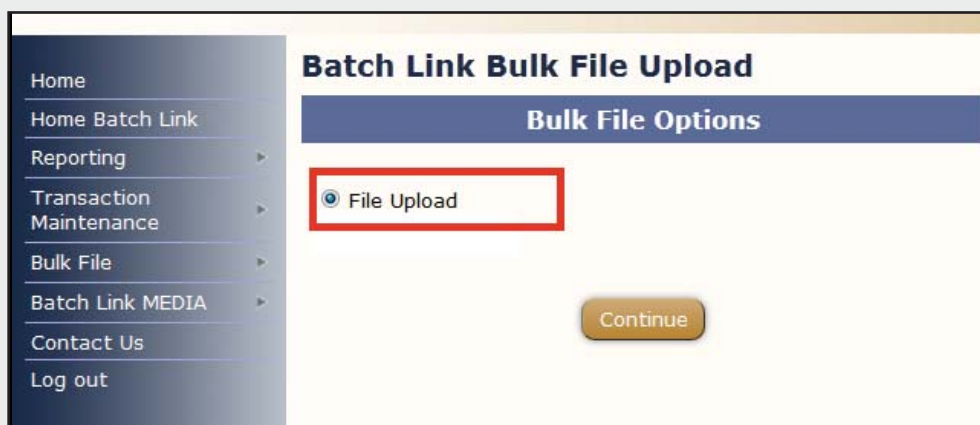 Home
Home Batch Link
Reporting
Transaction
Maintenance
Bulk File
Batch Link MEDIA
Contact Us
Log out
Batch Link Bulk File Upload
Bulk File Options
File Upload
Continue